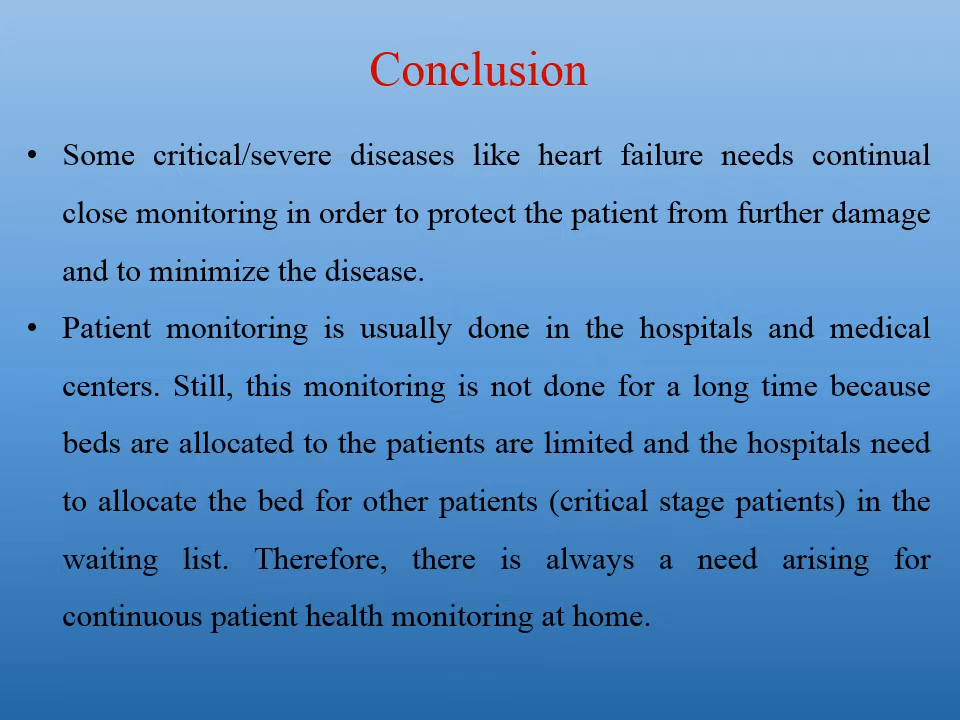 Conclusion
• Some critical/severe diseases like heart failure needs continual
close monitoring in order to protect the patient from further damage
and to minimize the disease.
• Patient monitoring is usually done in the hospitals and medical
centers. Still, this monitoring is not done for a long time because
beds are allocated to the patients are limited and the hospitals need
to allocate the bed for other patients (critical stage patients) in the
waiting list. Therefore, there is always a need arising for
continuous patient health monitoring at home.